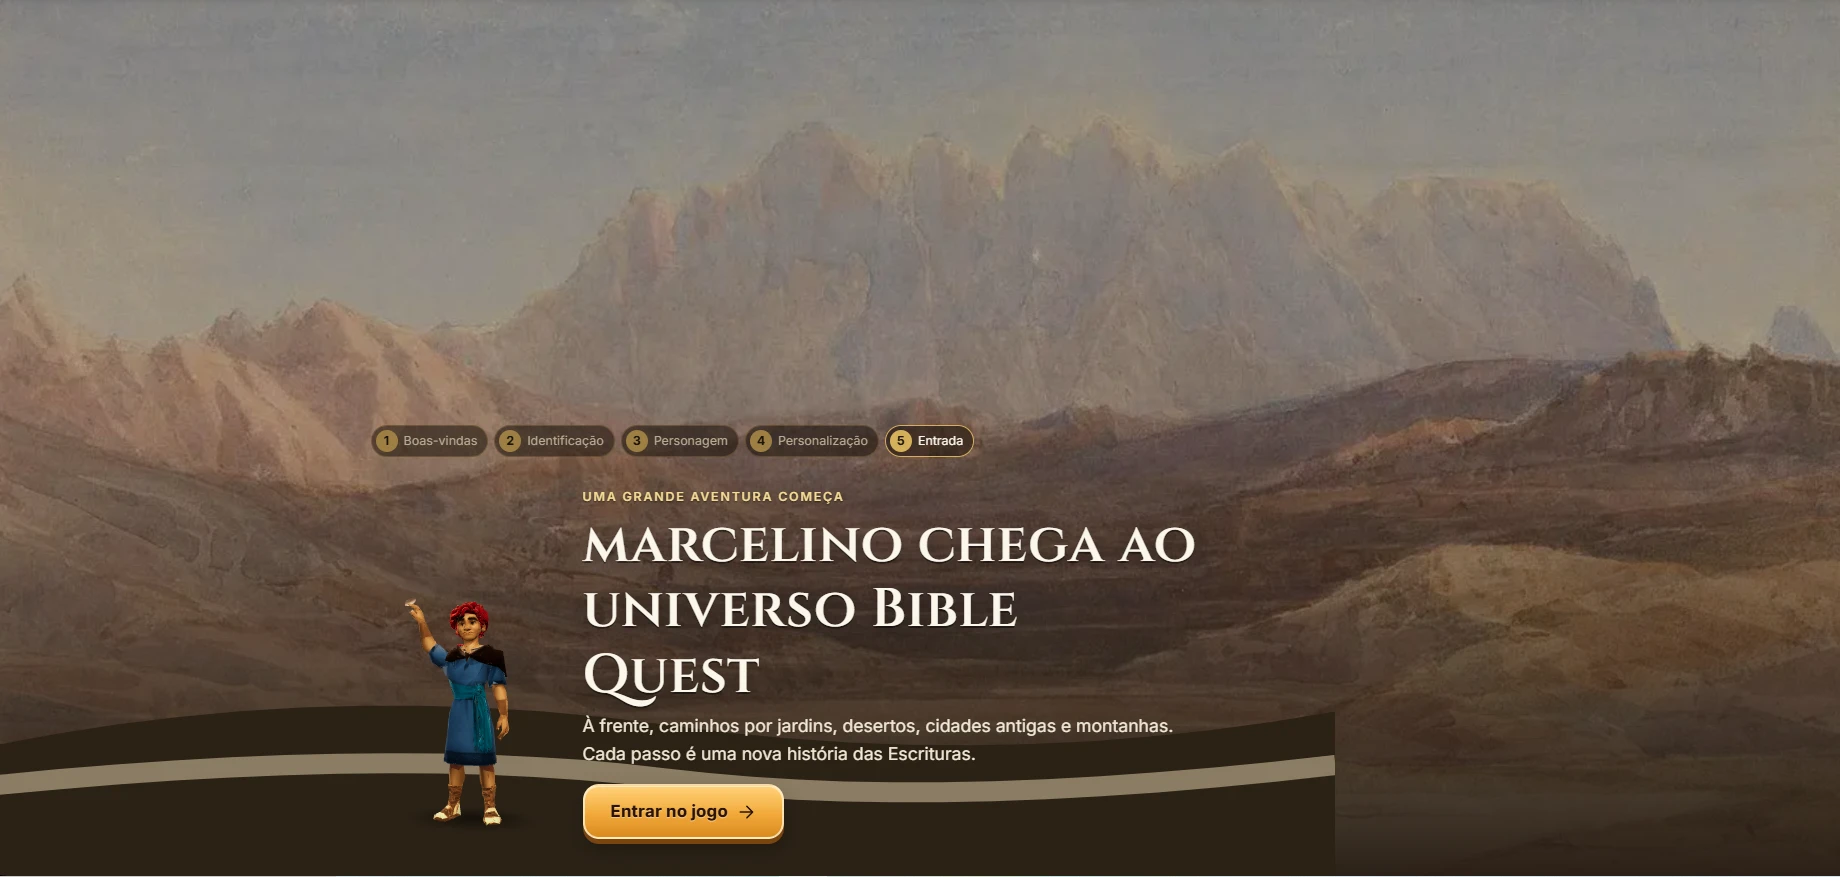 1 Boas-vindas 2 Identificação 3 Personagem 4 Personalização 5 Entrada
UMA GRANDE AVENTURA COMEÇA
MARCELINO CHEGA AO
UNIVERSO BIBLE
QUEST
À frente, caminhos por jardins, desertos, cidades antigas e montanhas.
Cada passo é uma nova história das Escrituras.
Entrar no jogo →